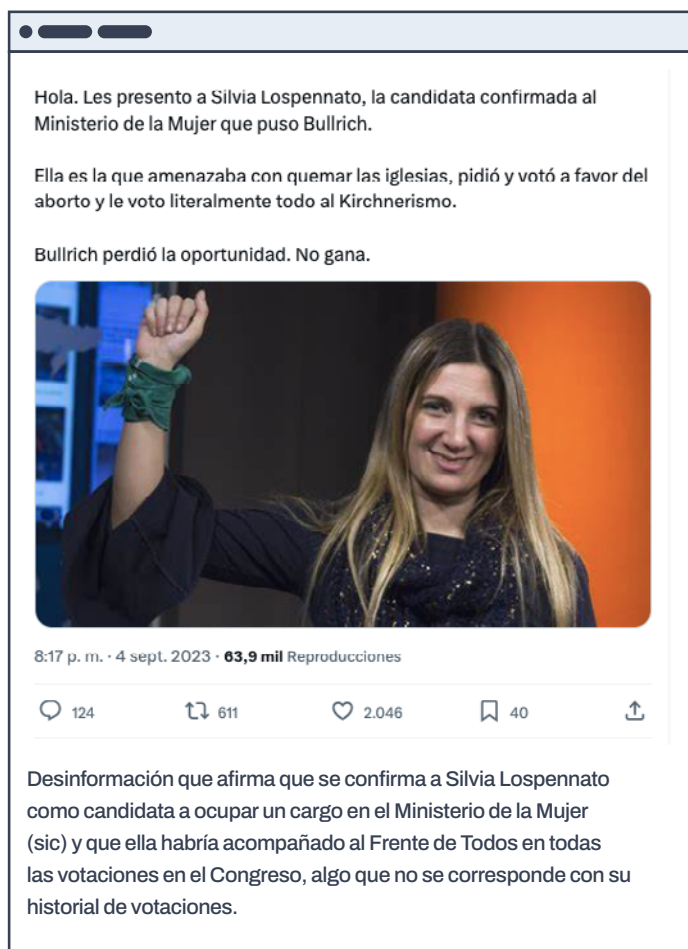 Hola. Les presento a Silvia Lospennato, la candidata confirmada al
Ministerio de la Mujer que puso Bullrich.
Ella es la que amenazaba con quemar las iglesias, pidió y votó a favor del
aborto y le voto literalmente todo al Kirchnerismo.
Bullrich perdió la oportunidad. No gana.
8:17 p. m. · 4 sept. 2023 · 63,9 mil Reproducciones
124 611 2.046 40
Desinformación que afirma que se confirma a Silvia Lospennato
como candidata a ocupar un cargo en el Ministerio de la Mujer
(sic) y que ella habría acompañado al Frente de Todos en todas
las votaciones en el Congreso, algo que no se corresponde con su
historial de votaciones.